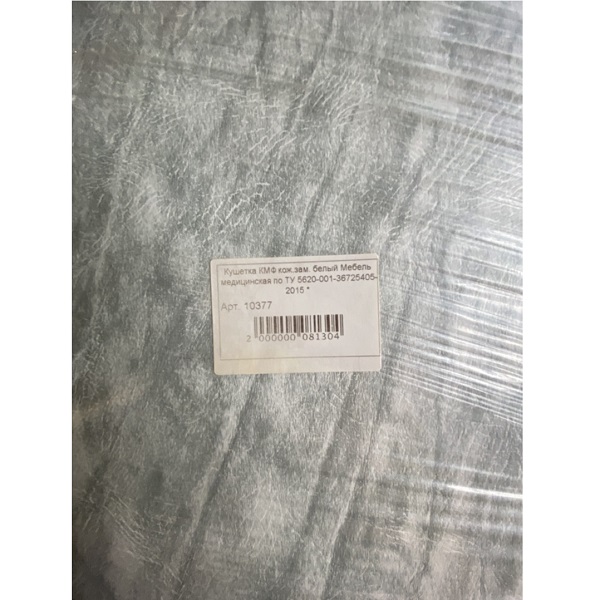 Кушетка КМФ кож.зам. белый Мебель
медицинская по ТУ 5620-001-36725405-
2015 "
Арт. 10377
2 000000 081304